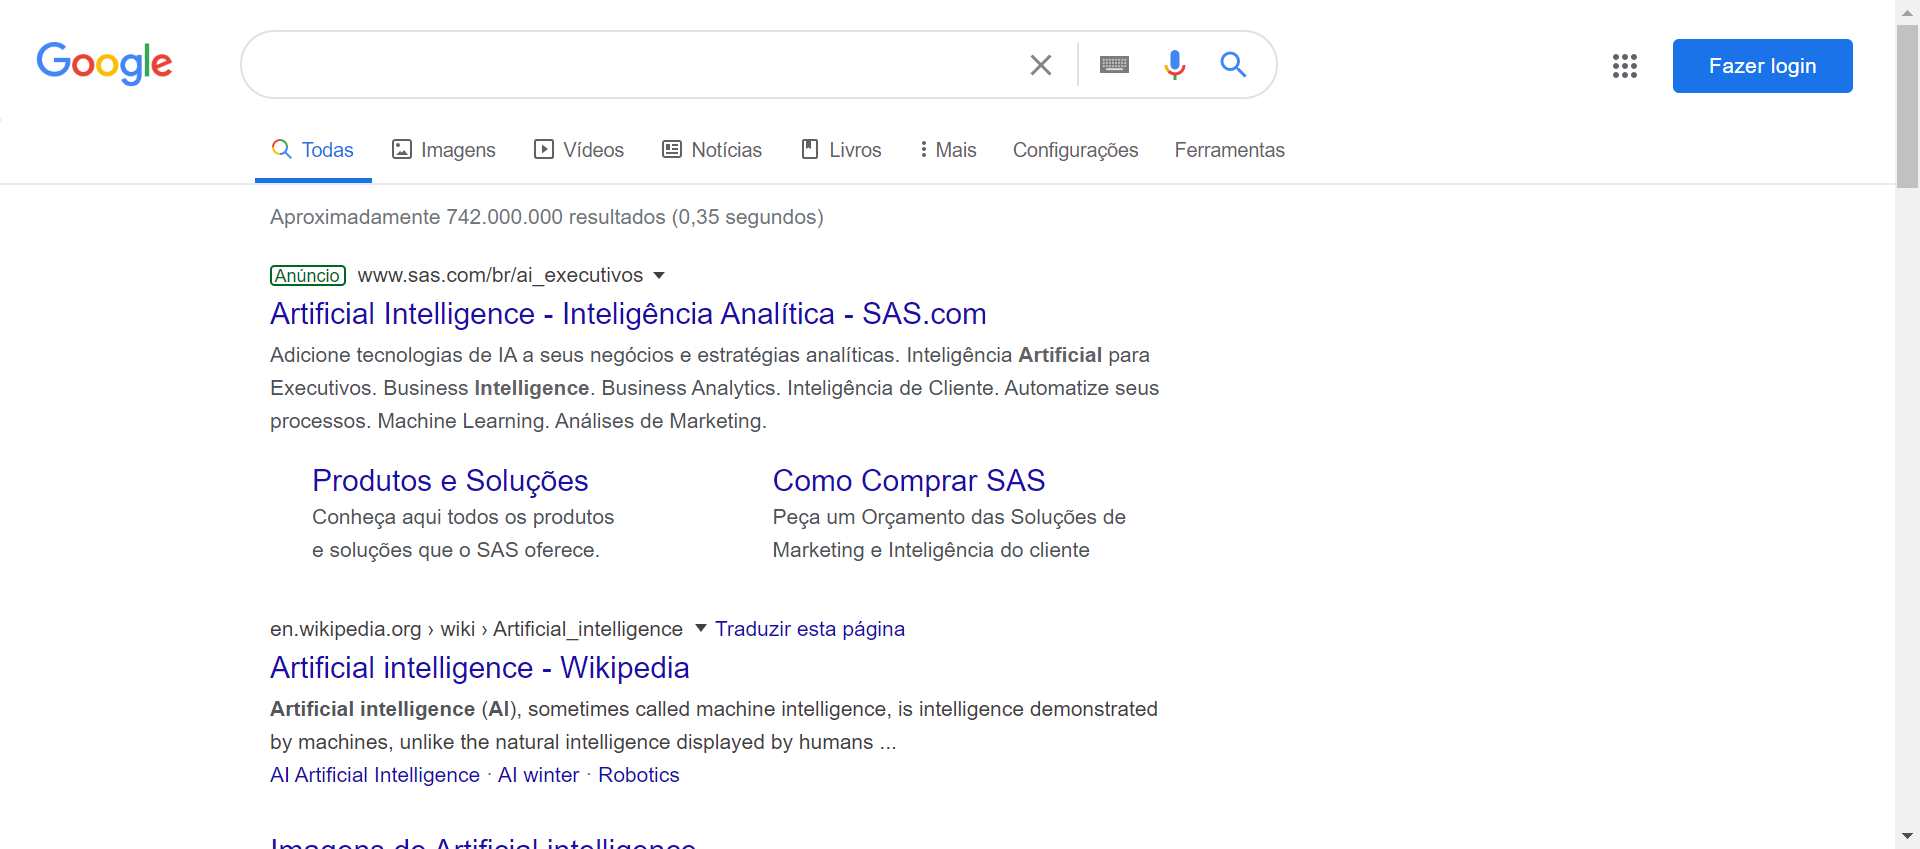 Google
Fazer login
Todas Imagens Vídeos Notícias Livros Mais Configurações Ferramentas
Aproximadamente 742.000.000 resultados (0,35 segundos)
Anúncio www.sas.com/br/ai_executivos
Artificial Intelligence - Inteligência Analítica - SAS.com
Adicione tecnologias de IA a seus negócios e estratégias analíticas. Inteligência Artificial para
Executivos. Business Intelligence. Business Analytics. Inteligência de Cliente. Automatize seus
processos. Machine Learning. Análises de Marketing.
Produtos e Soluções
Conheça aqui todos os produtos
e soluções que o SAS oferece.
Como Comprar SAS
Peça um Orçamento das Soluções de
Marketing e Inteligência do cliente
en.wikipedia.org › wiki › Artificial_intelligence Traduzir esta página
Artificial intelligence - Wikipedia
Artificial intelligence (AI), sometimes called machine intelligence, is intelligence demonstrated
by machines, unlike the natural intelligence displayed by humans ...
AI Artificial Intelligence · AI winter · Robotics
Imagens de Artificial intelligence